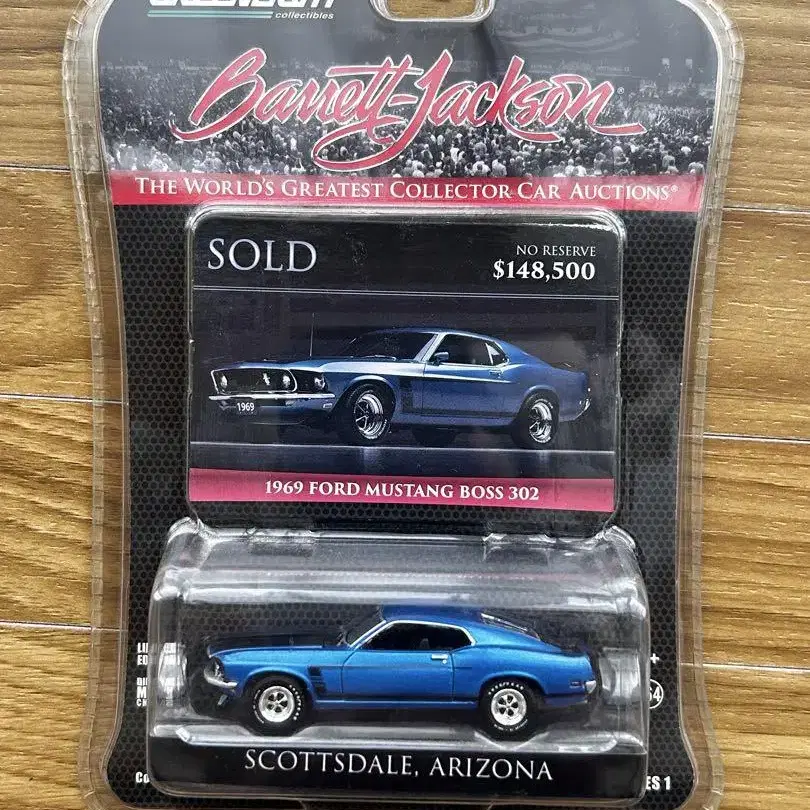 collectibles
Barrett-Jackson®
THE WORLD'S GREATEST COLLECTOR CAR AUCTIONS®
SOLD
NO RESERVE
$148,500
1969
1969 FORD MUSTANG BOSS 302
SCOTTSDALE, ARIZONA